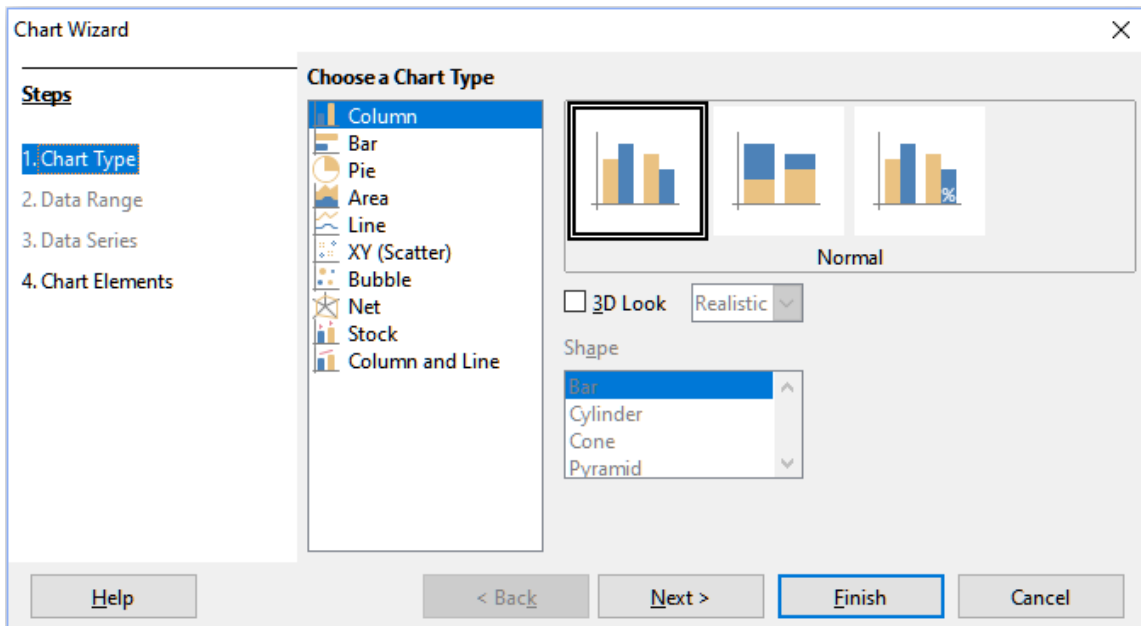 Chart Wizard
Steps
1. Chart Type
2. Data Range
3. Data Series
4. Chart Elements
Choose a Chart Type
Column
Bar
Pie
Area
Line
XY (Scatter)
Bubble
Net
Stock
Column and Line
%
Normal
3D Look
Realistic
Shape
Bar
Cylinder
Cone
Pyramid
Help
< Back
Next >
Finish
Cancel